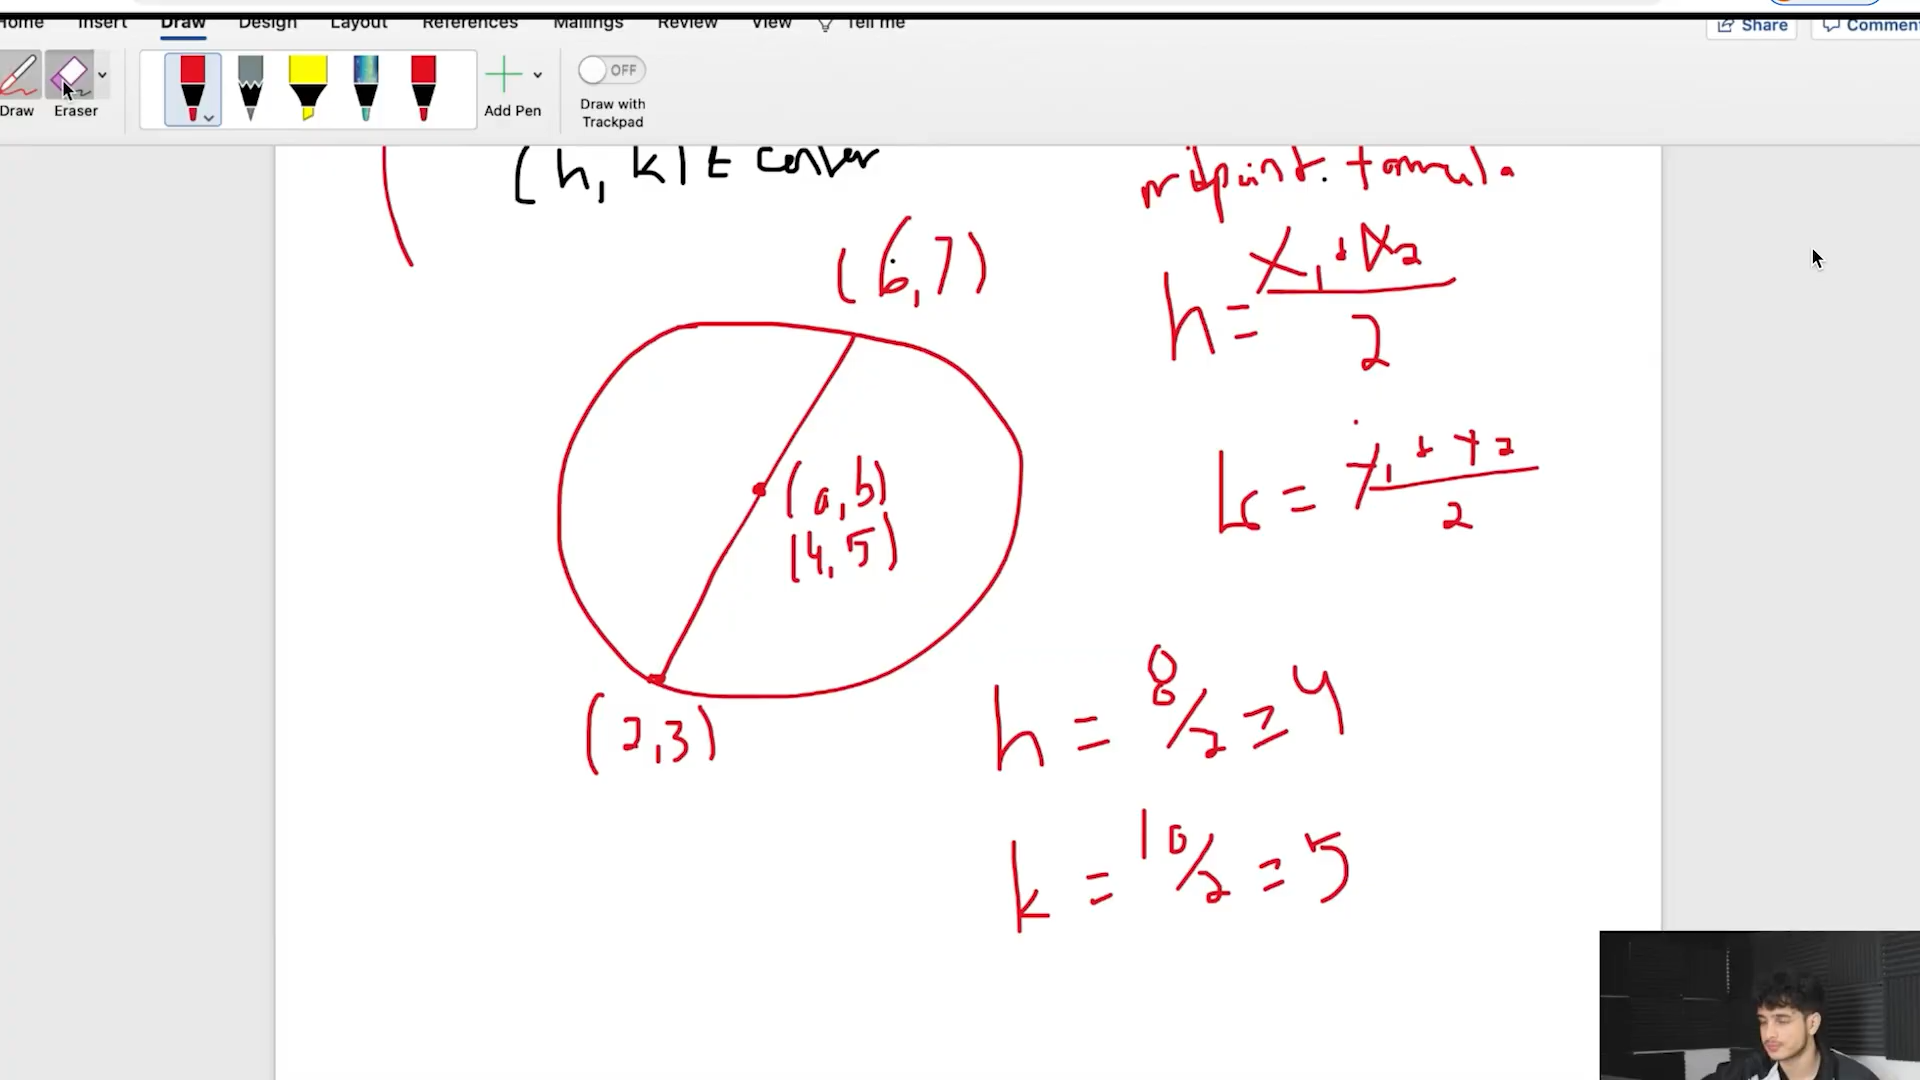 Home Insert Draw Design Layout References Mailings Review View Tell me
Share Comment
Draw Eraser Add Pen
OFF
Draw with
Trackpad
(h, k) E center
midpoint formula
(6,7)
h = x₁ + x₂ / 2
k = y₁ + y₂ / 2
(a, b)
(4, 5)
(2,3)
h = 8/2 = 4
k = 10/2 = 5